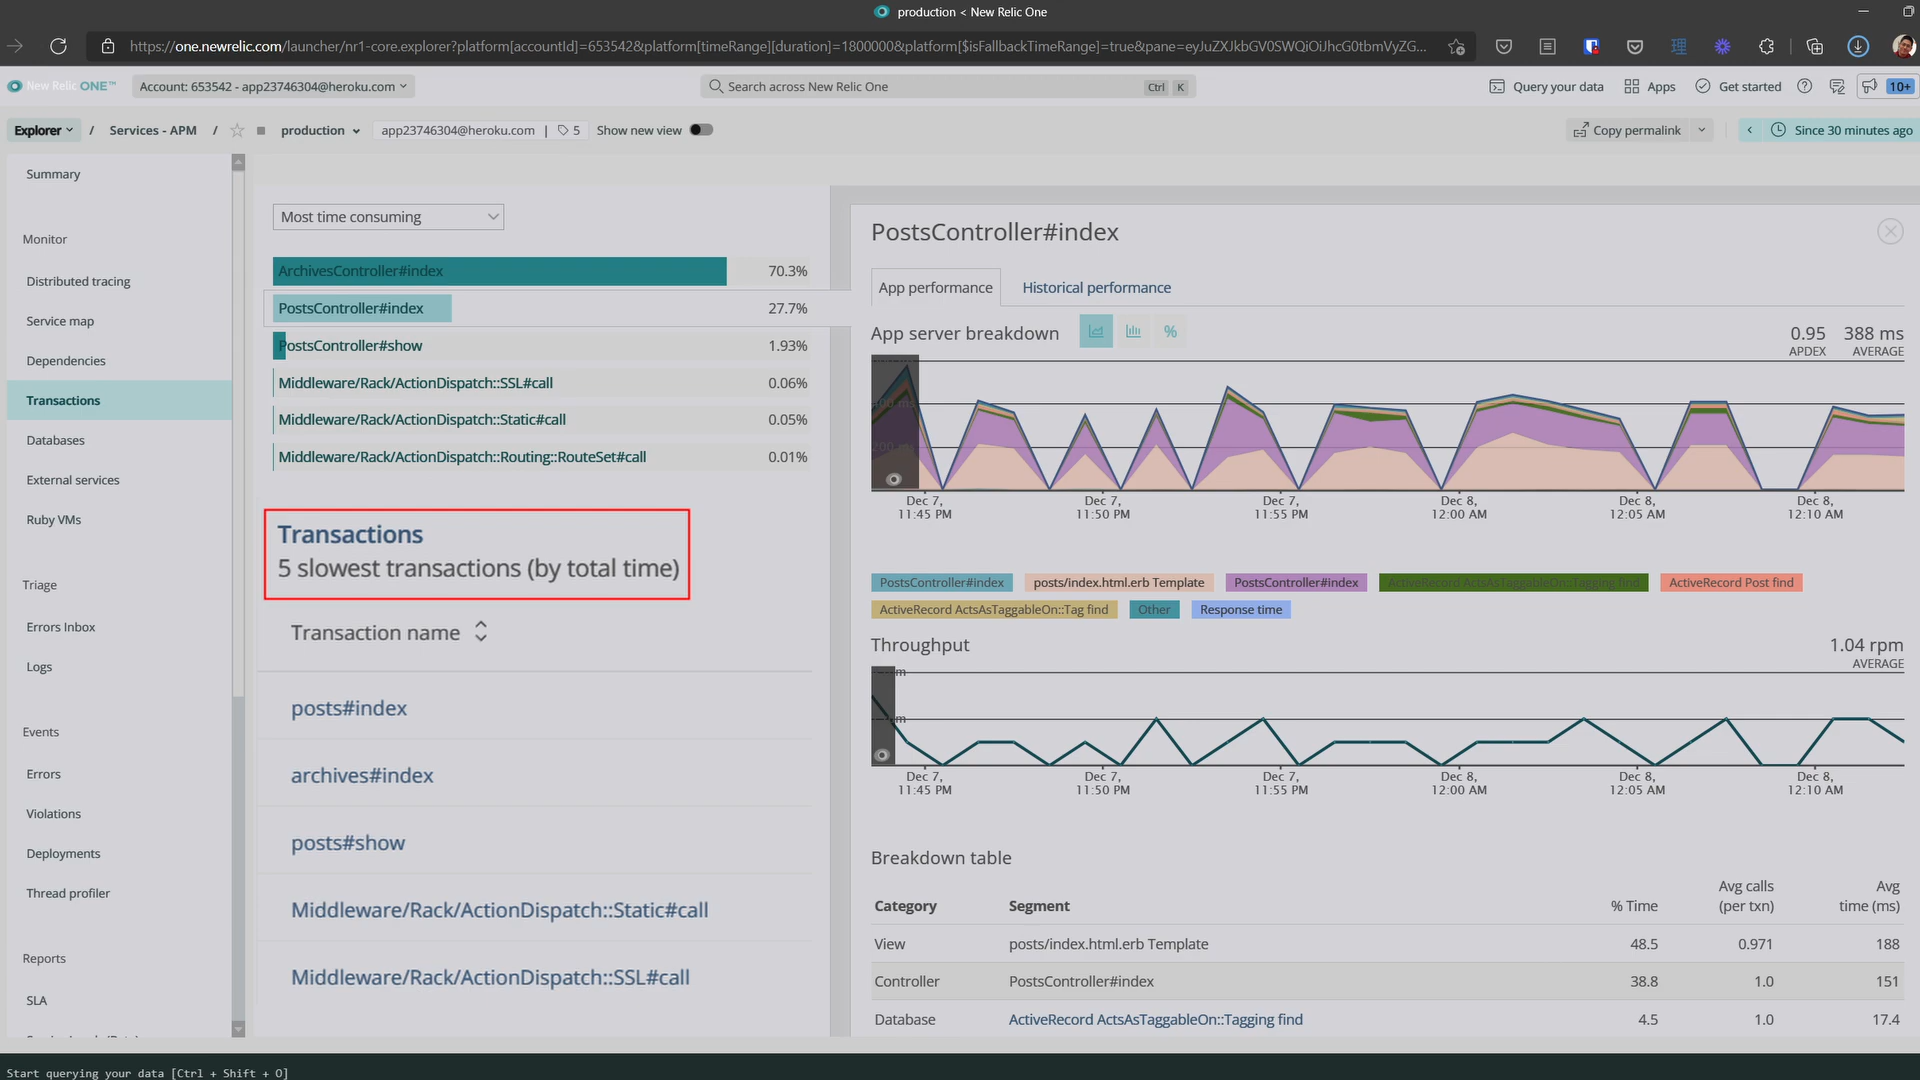 production < New Relic One
https://one.newrelic.com/launcher/nr1-core.explorer?platform[accountId]=653542&platform[timeRange][duration]=1800000&platform[$isFallbackTimeRange]=true&pane=eyJuZXJkbGV0SWQiOiJhcG0tbmVyZG...
New Relic ONE™ Account: 653542 - app23746304@heroku.com Search across New Relic One Ctrl K Query your data Apps Get started 10+
Explorer / Services - APM / production app23746304@heroku.com | 5 Show new view Copy permalink Since 30 minutes ago
Summary
Monitor
Distributed tracing
Service map
Dependencies
Transactions
Databases
External services
Ruby VMs
Triage
Errors Inbox
Logs
Events
Errors
Violations
Deployments
Thread profiler
Reports
SLA
Most time consuming
ArchivesController#index 70.3%
PostsController#index 27.7%
PostsController#show 1.93%
Middleware/Rack/ActionDispatch::SSL#call 0.06%
Middleware/Rack/ActionDispatch::Static#call 0.05%
Middleware/Rack/ActionDispatch::Routing::RouteSet#call 0.01%
Transactions
5 slowest transactions (by total time)
Transaction name
posts#index
archives#index
posts#show
Middleware/Rack/ActionDispatch::Static#call
Middleware/Rack/ActionDispatch::SSL#call
PostsController#index
App performance Historical performance
App server breakdown % 0.95 388 ms
APDEX AVERAGE
Dec 7, Dec 7, Dec 7, Dec 8, Dec 8, Dec 8,
11:45 PM 11:50 PM 11:55 PM 12:00 AM 12:05 AM 12:10 AM
PostsController#index posts/index.html.erb Template PostsController#index ActiveRecord ActsAsTaggableOn::Tagging find ActiveRecord Post find
ActiveRecord ActsAsTaggableOn::Tag find Other Response time
Throughput 1.04 rpm
AVERAGE
Dec 7, Dec 7, Dec 7, Dec 8, Dec 8, Dec 8,
11:45 PM 11:50 PM 11:55 PM 12:00 AM 12:05 AM 12:10 AM
Breakdown table
Category Segment % Time Avg calls (per txn) Avg time (ms)
View posts/index.html.erb Template 48.5 0.971 188
Controller PostsController#index 38.8 1.0 151
Database ActiveRecord ActsAsTaggableOn::Tagging find 4.5 1.0 17.4
Start querying your data [Ctrl + Shift + O]